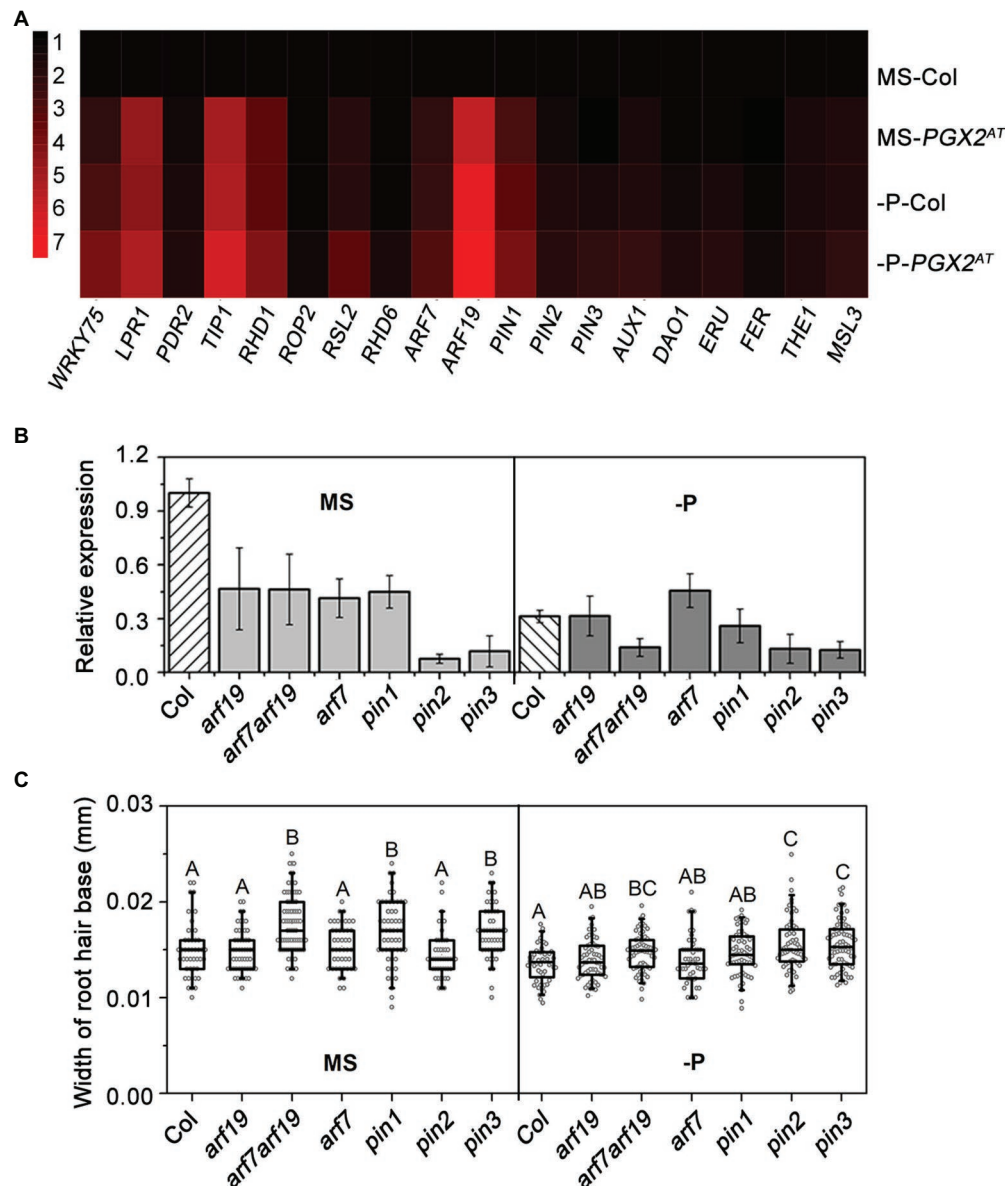 A
1
2
3
4
5
6
7
MS-Col
MS-PGX2AT
-P-Col
-P-PGX2AT
WRKY75
LPR1
PDR2
TIP1
RHD1
ROP2
RSL2
RHD6
ARF7
ARF19
PIN1
PIN2
PIN3
AUX1
DAO1
ERU
FER
THE1
MSL3
B
Relative expression
1.2
0.9
0.6
0.3
0.0
MS
-P
Col
arf19
arf7arf19
arf7
pin1
pin2
pin3
Col
arf19
arf7arf19
arf7
pin1
pin2
pin3
C
Width of root hair base (mm)
0.03
0.02
0.01
0.00
A
A
B
A
B
A
B
A
AB
BC
AB
AB
C
C
MS
-P
Col
arf19
arf7arf19
arf7
pin1
pin2
pin3
Col
arf19
arf7arf19
arf7
pin1
pin2
pin3